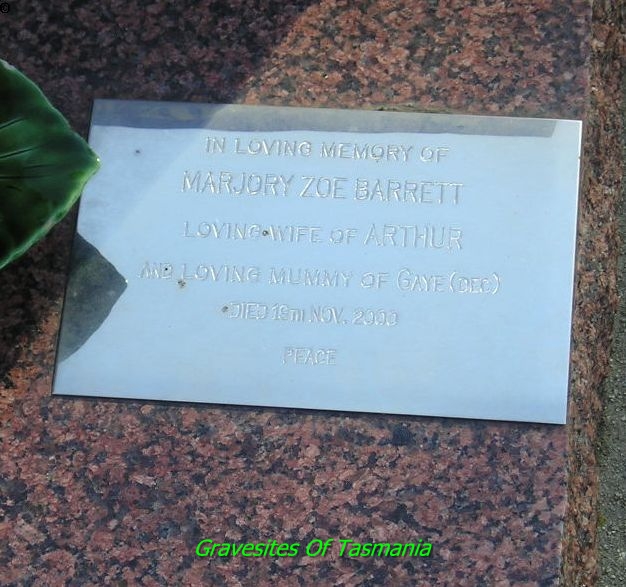 ©
IN LOVING MEMORY OF
MARJORY ZOE BARRETT
LOVING WIFE OF ARTHUR
AND LOVING MUMMY OF GAYE (DEC)
DIED 19TH NOV. 2000
PEACE
Gravesites Of Tasmania